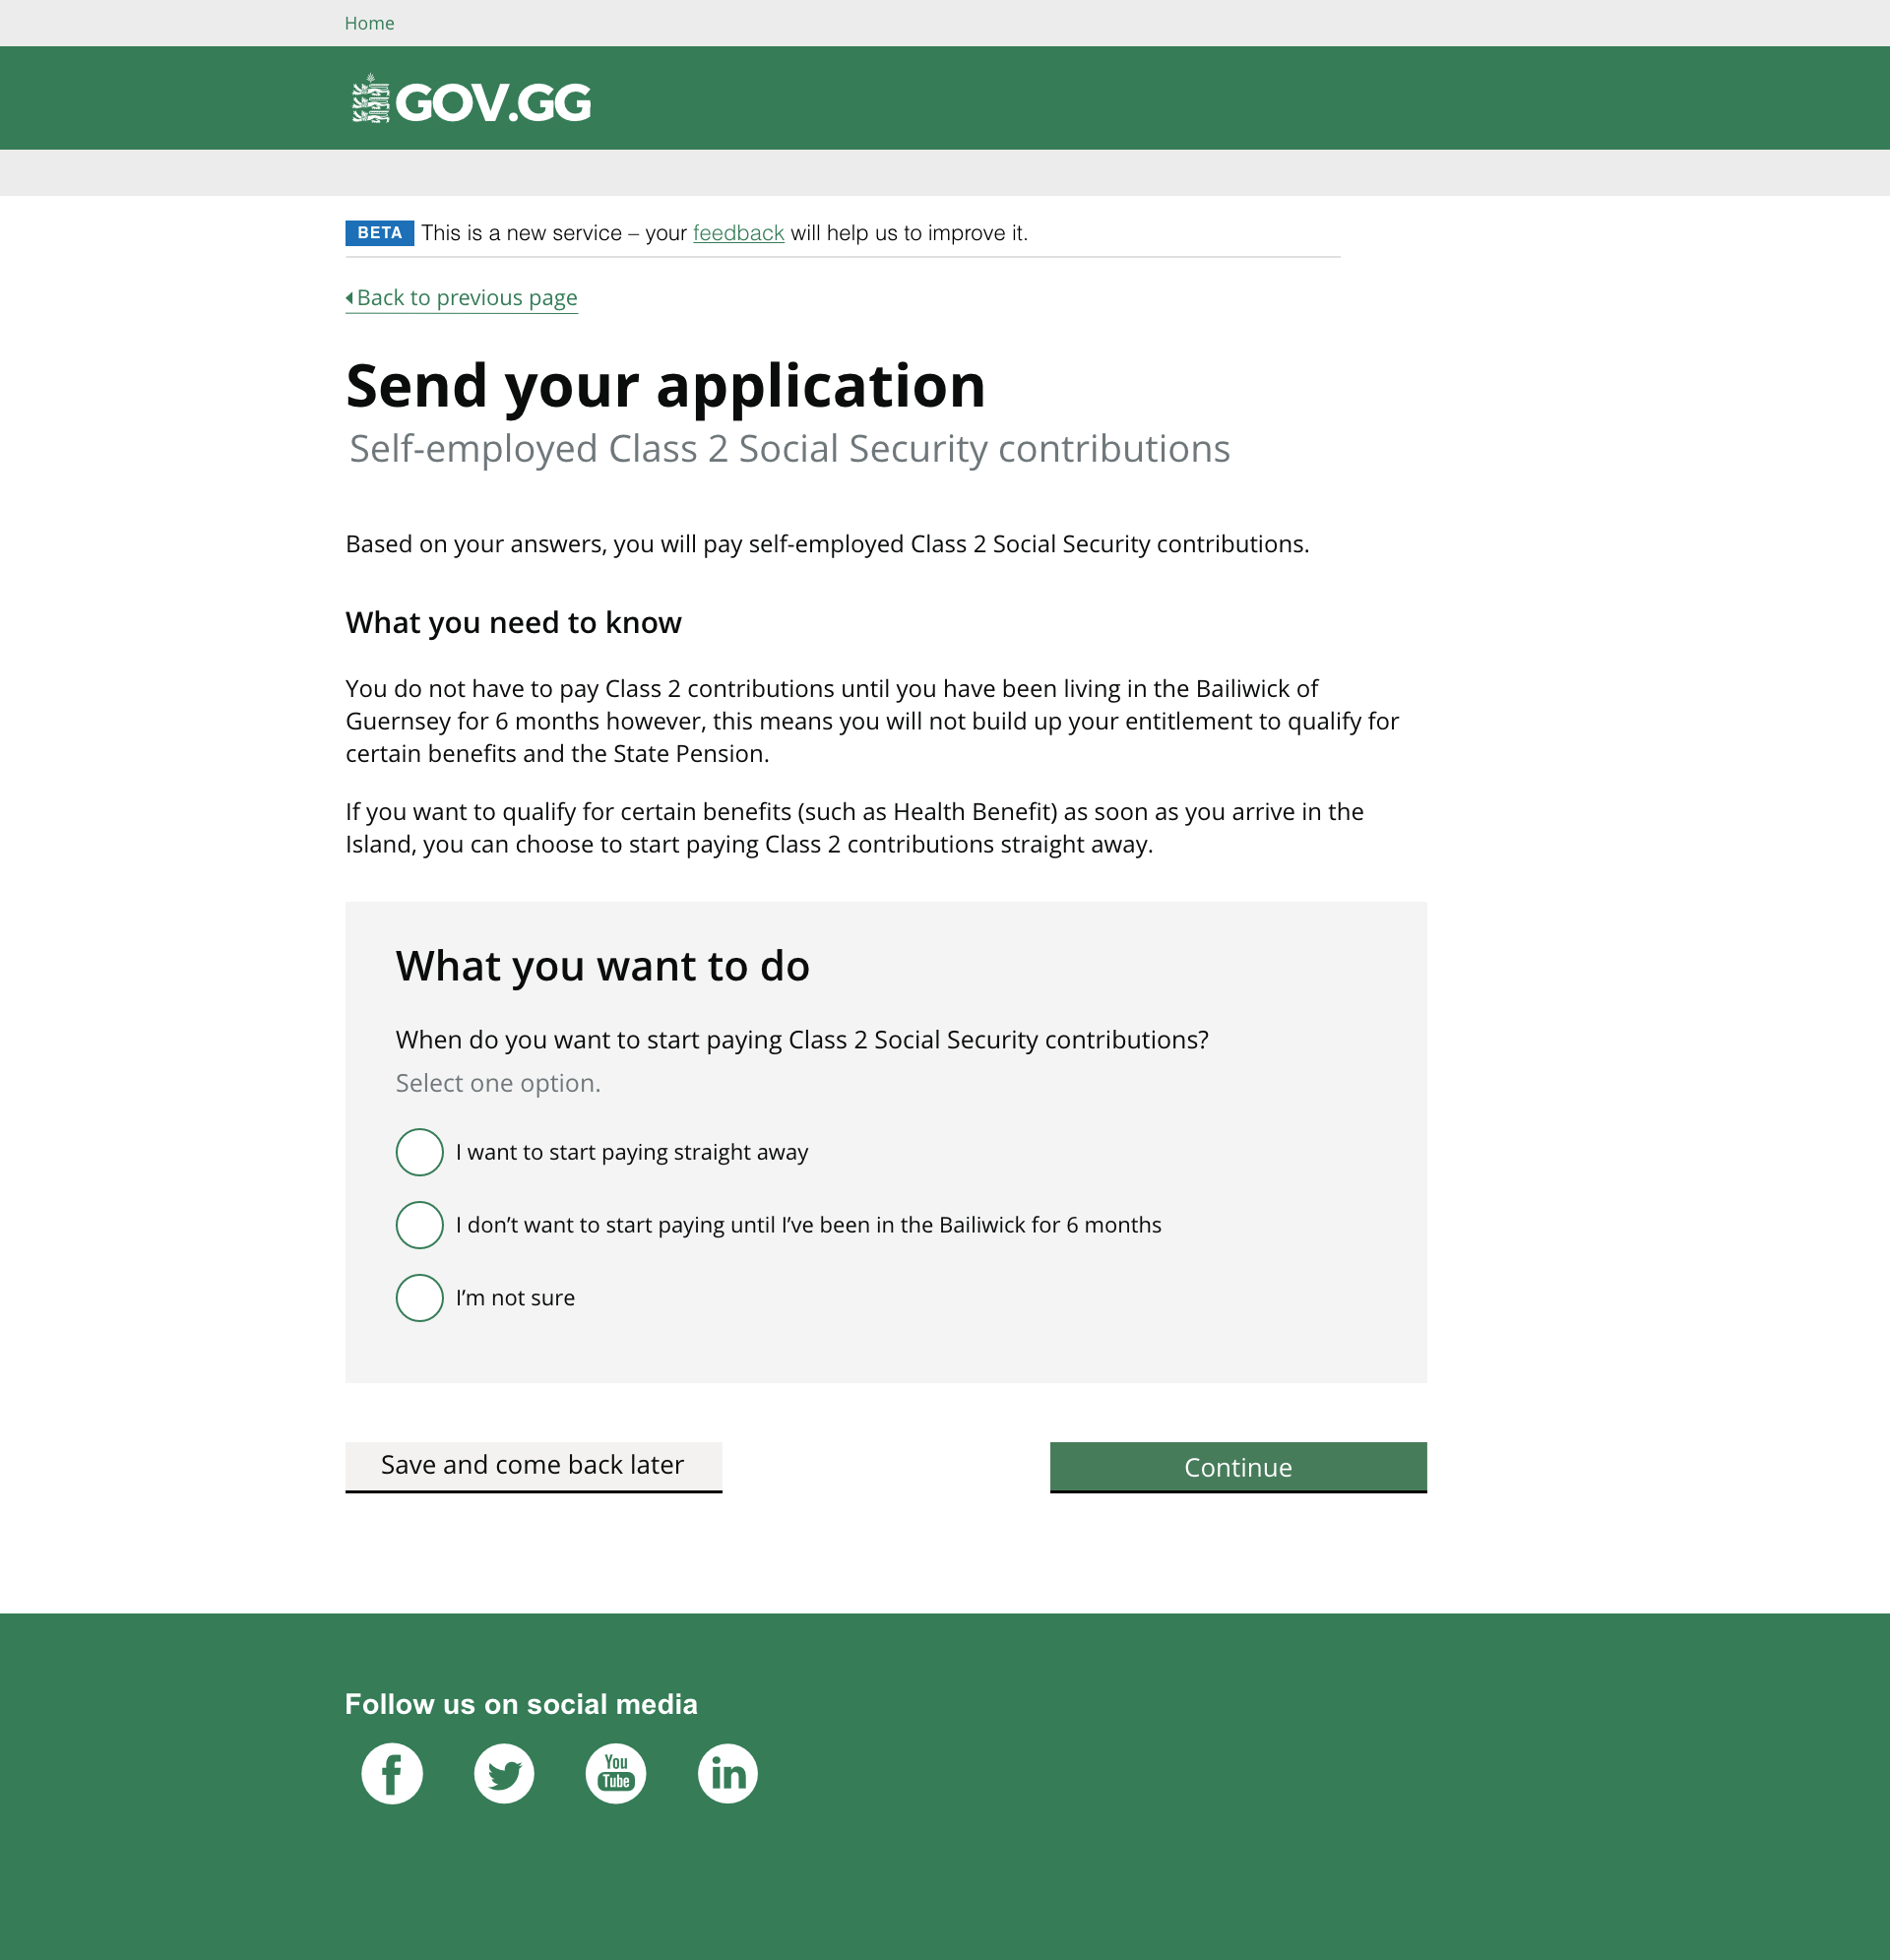 Home
GOV.GG
BETA This is a new service – your feedback will help us to improve it.
Back to previous page
Send your application
Self-employed Class 2 Social Security contributions
Based on your answers, you will pay self-employed Class 2 Social Security contributions.
What you need to know
You do not have to pay Class 2 contributions until you have been living in the Bailiwick of
Guernsey for 6 months however, this means you will not build up your entitlement to qualify for
certain benefits and the State Pension.
If you want to qualify for certain benefits (such as Health Benefit) as soon as you arrive in the
Island, you can choose to start paying Class 2 contributions straight away.
What you want to do
When do you want to start paying Class 2 Social Security contributions?
Select one option.
I want to start paying straight away
I don’t want to start paying until I’ve been in the Bailiwick for 6 months
I’m not sure
Save and come back later
Continue
Follow us on social media
f
You
Tube
in